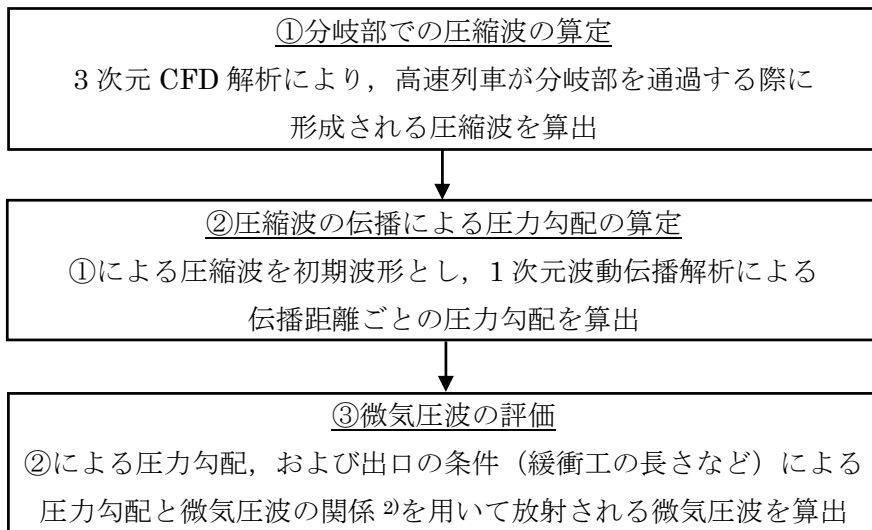 ①分岐部での圧縮波の算定
3次元 CFD 解析により，高速列車が分岐部を通過する際に
形成される圧縮波を算出
②圧縮波の伝播による圧力勾配の算定
①による圧縮波を初期波形とし，1次元波動伝播解析による
伝播距離ごとの圧力勾配を算出
③微気圧波の評価
②による圧力勾配，および出口の条件（緩衝工の長さなど）による
圧力勾配と微気圧波の関係 2)を用いて放射される微気圧波を算出